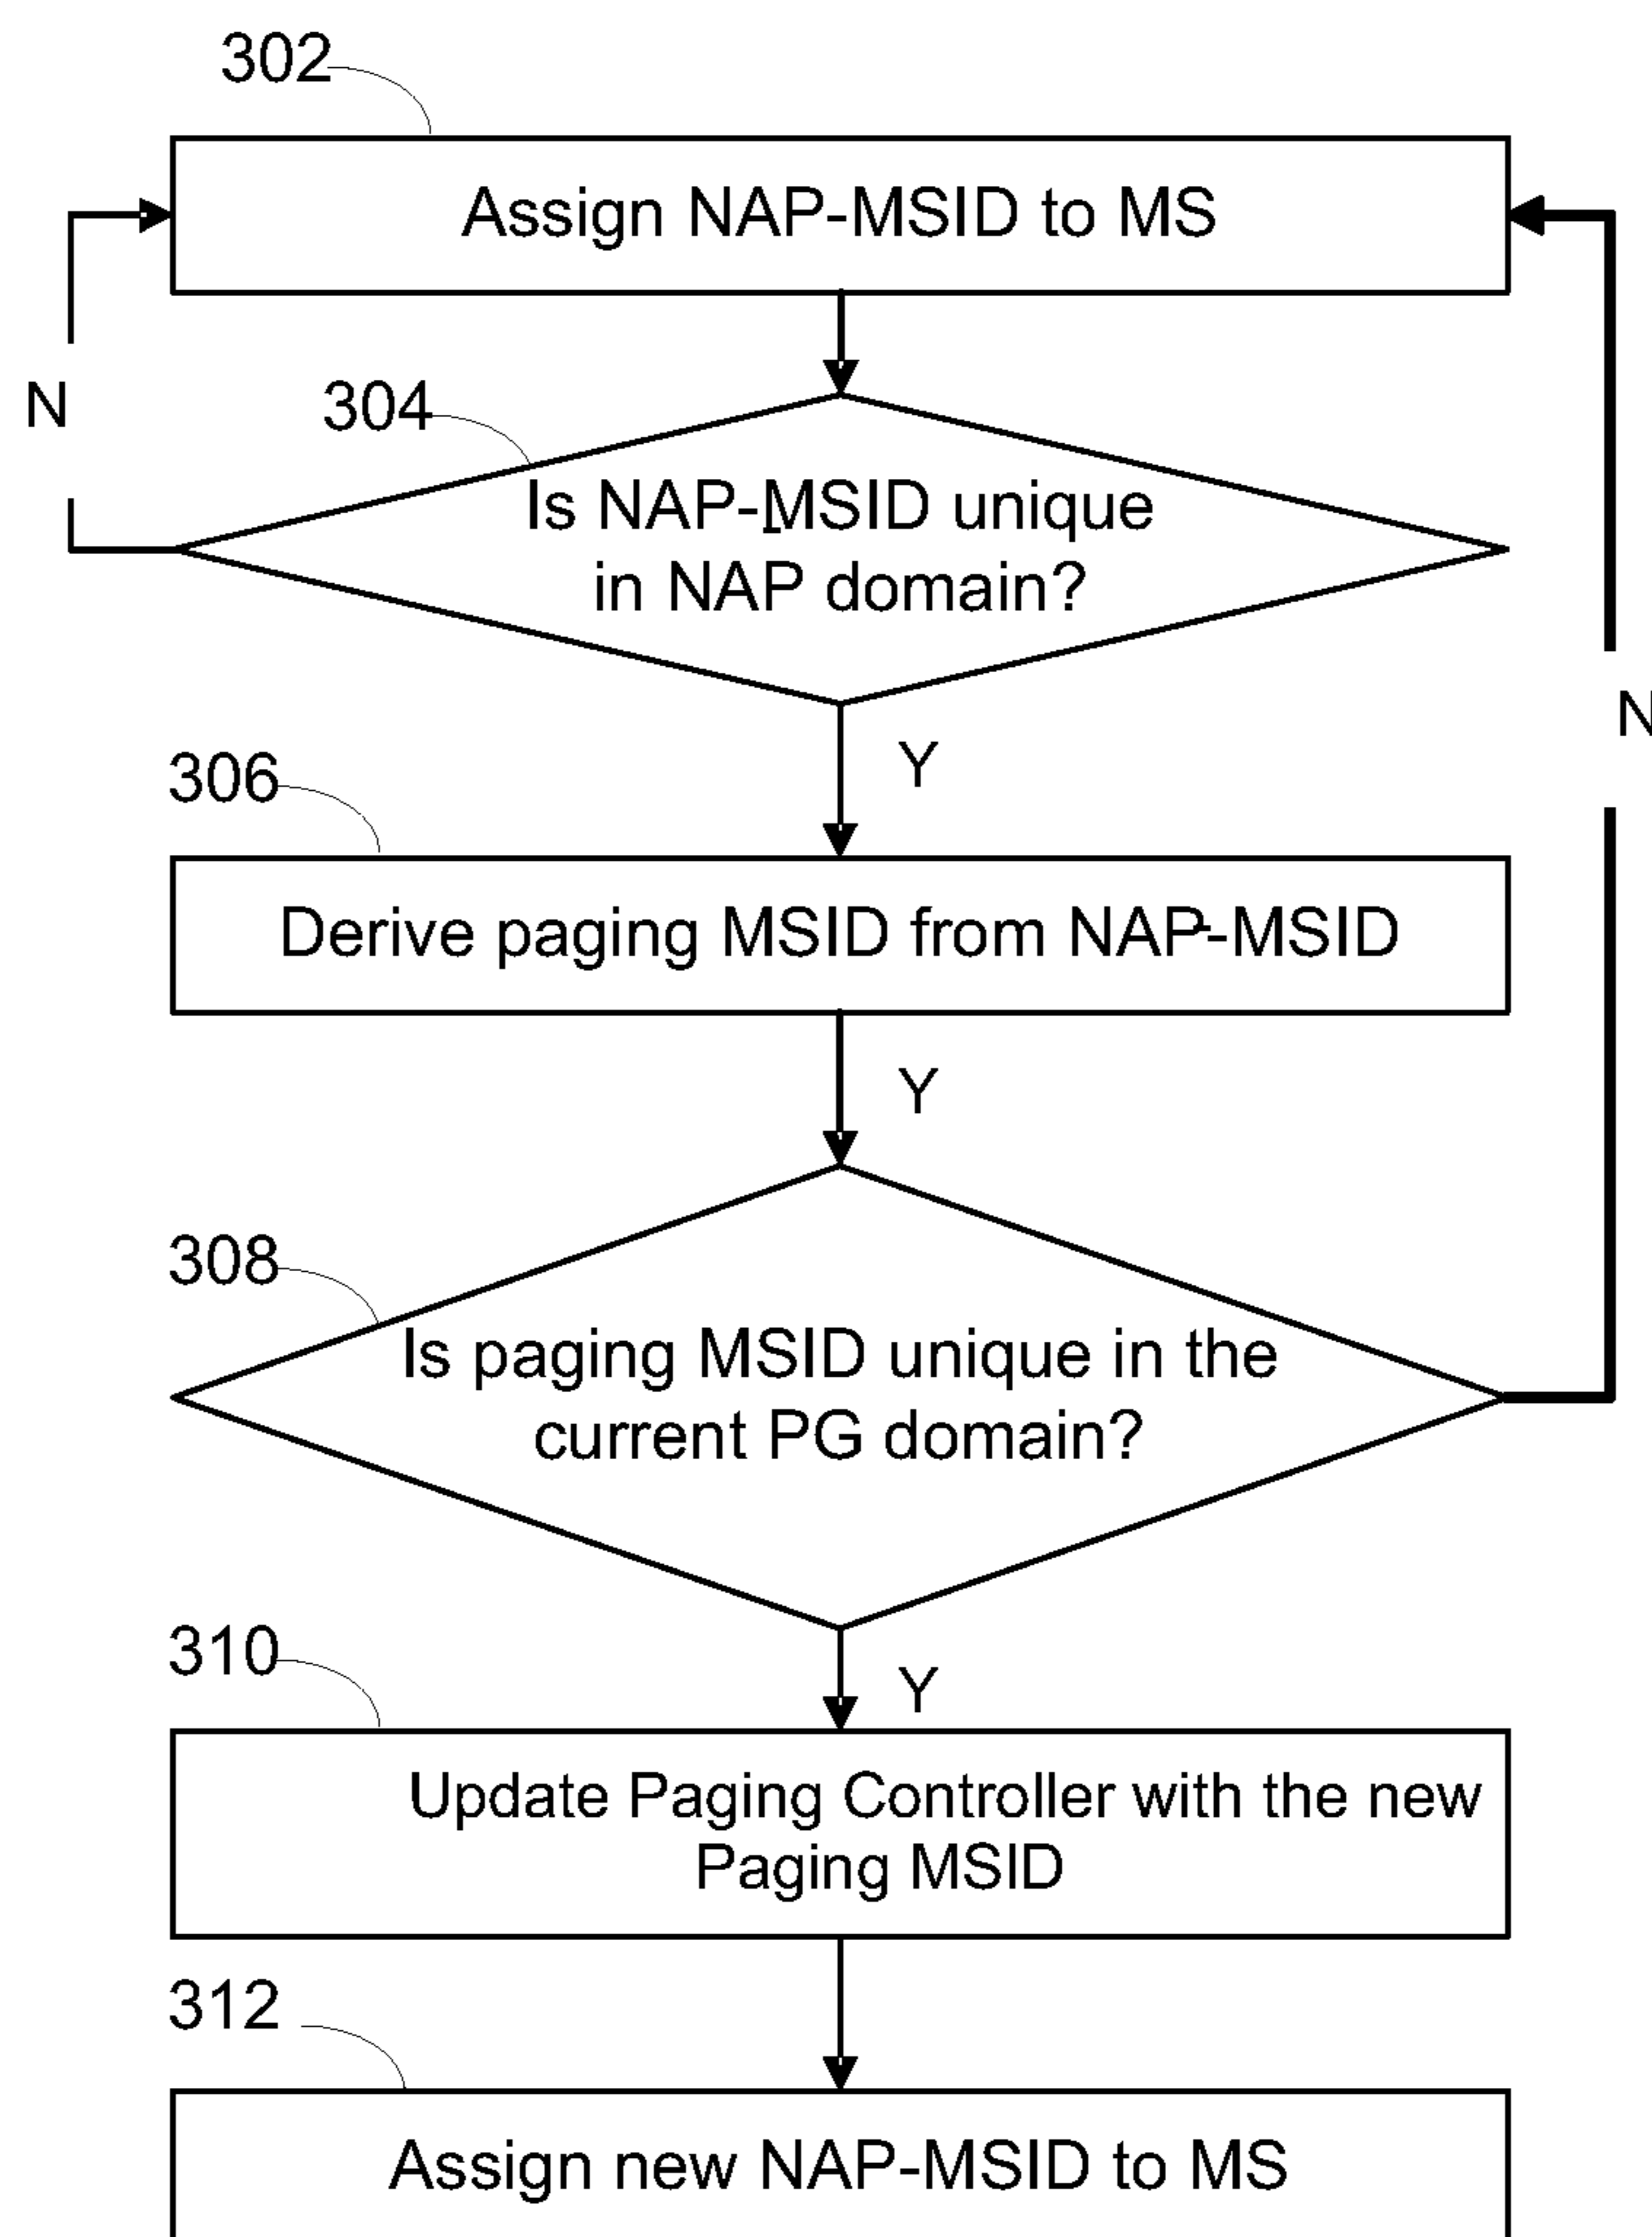 302
Assign NAP-MSID to MS
N
304
Is NAP-MSID unique
in NAP domain?
N
Y
306
Derive paging MSID from NAP-MSID
Y
308
Is paging MSID unique in the
current PG domain?
310
Y
Update Paging Controller with the new
Paging MSID
312
Assign new NAP-MSID to MS